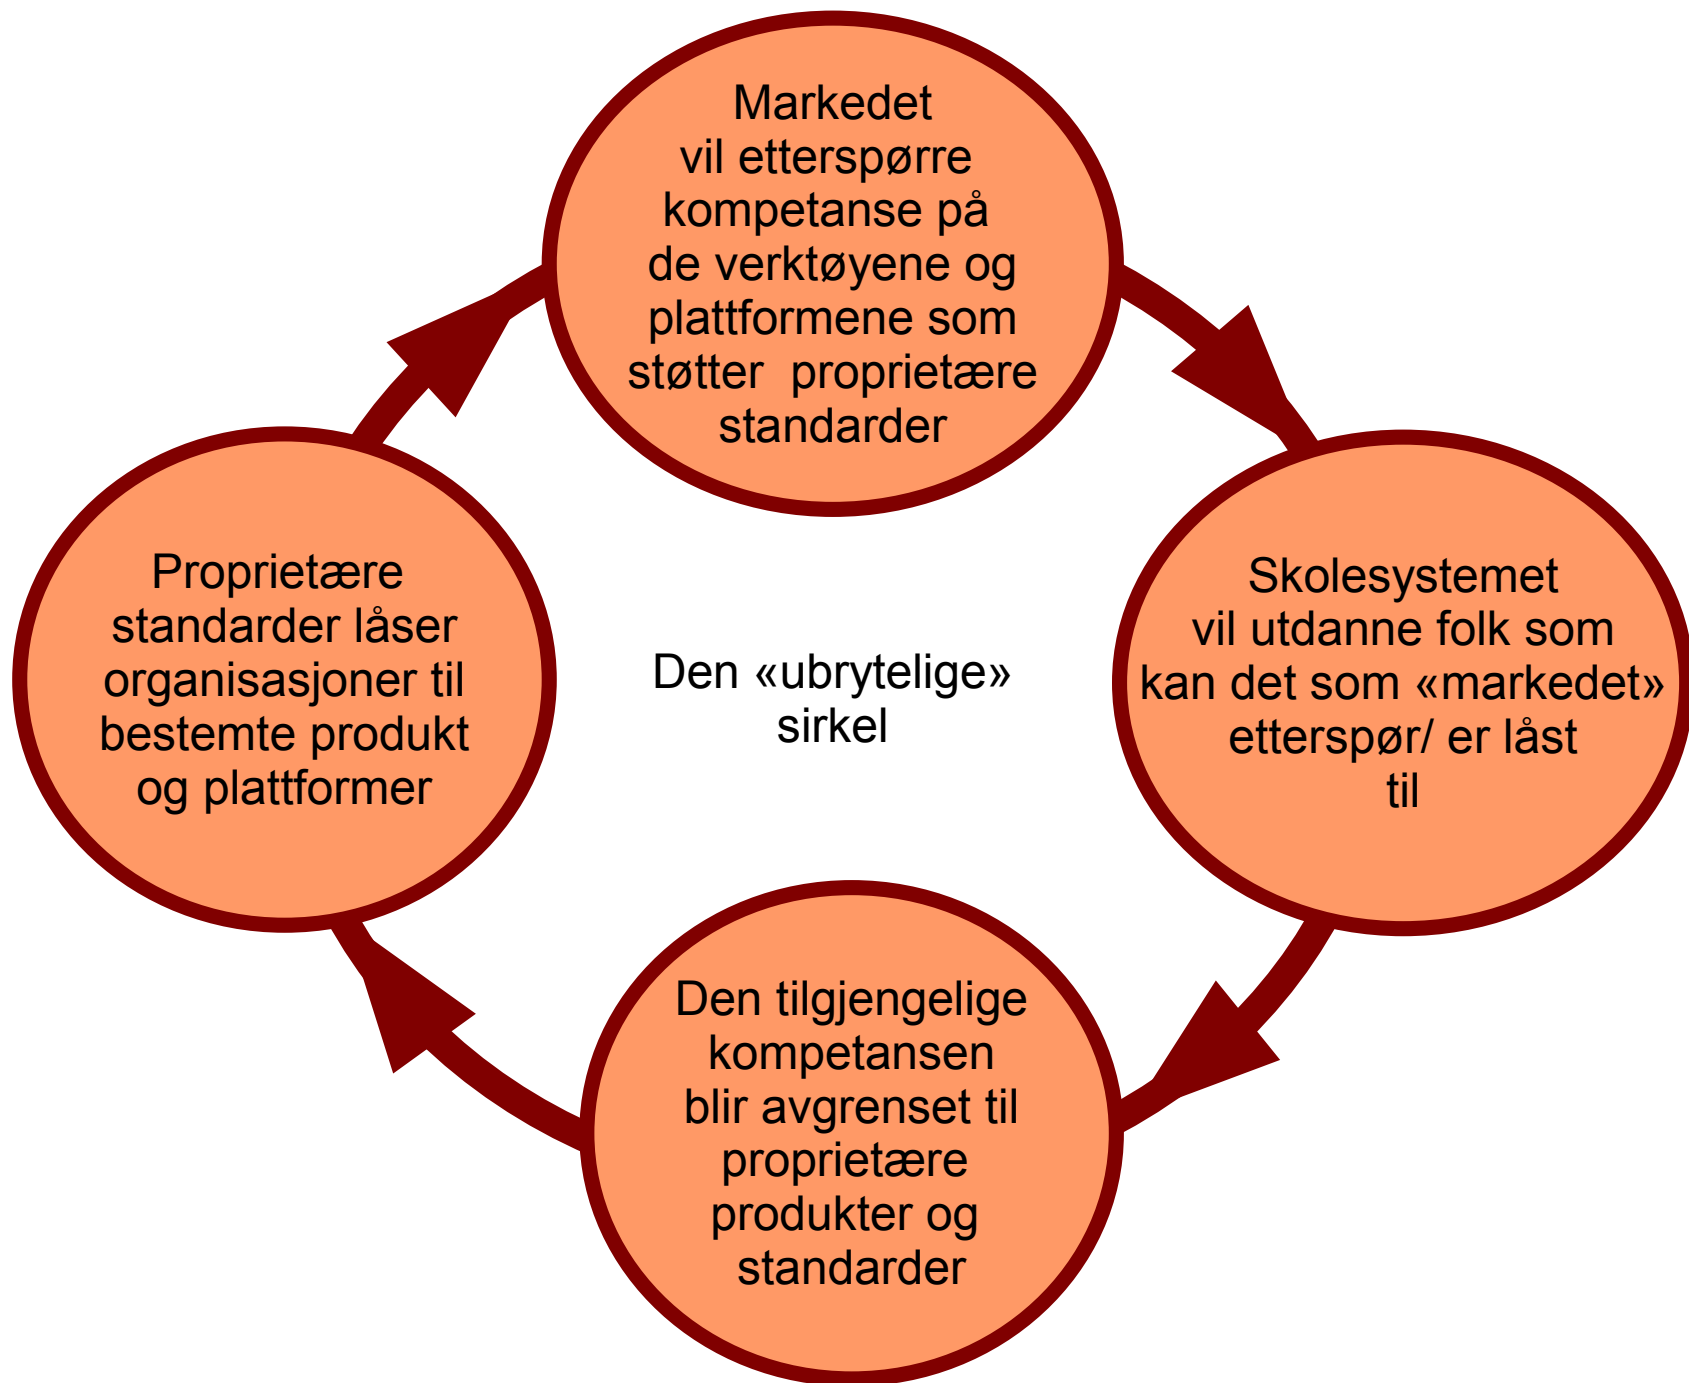 Markedet
vil etterspørre
kompetanse på
de verktøyene og
plattformene som
støtter proprietære
standarder
Skolesystemet
vil utdanne folk som
kan det som «markedet»
etterspør/ er låst
til
Den tilgjengelige
kompetansen
blir avgrenset til
proprietære
produkter og
standarder
Proprietære
standarder låser
organisasjoner til
bestemte produkt
og plattformer
Den «ubrytelige»
sirkel